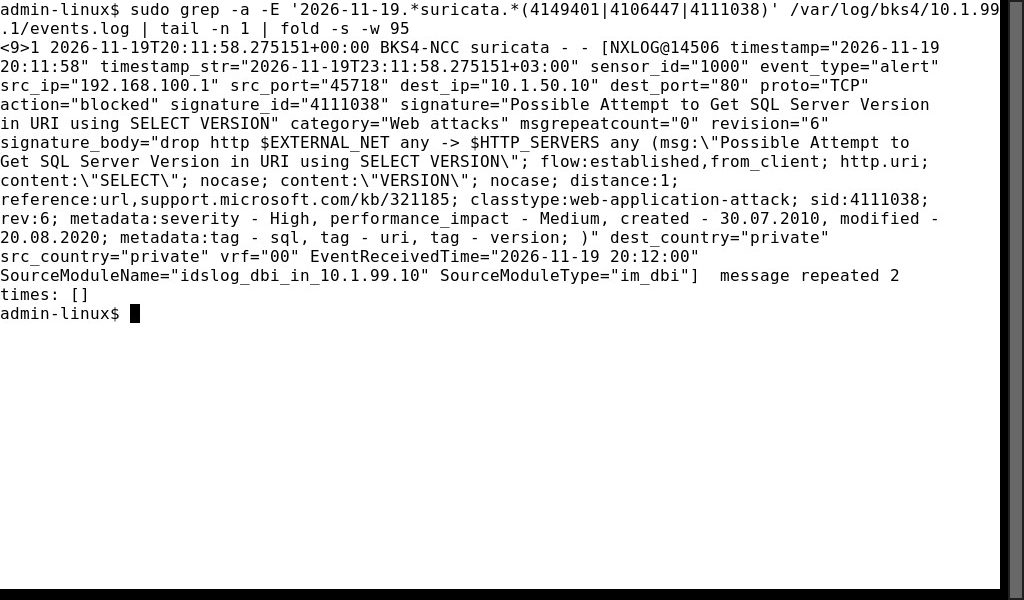 admin-linux$ sudo grep -a -E '2026-11-19.*suricata.*(4149401|4106447|4111038)' /var/log/bks4/10.1.99
.1/events.log | tail -n 1 | fold -s -w 95
<9>1 2026-11-19T20:11:58.275151+00:00 BKS4-NCC suricata - - [NXLOG@14506 timestamp="2026-11-19
20:11:58" timestamp_str="2026-11-19T23:11:58.275151+03:00" sensor_id="1000" event_type="alert"
src_ip="192.168.100.1" src_port="45718" dest_ip="10.1.50.10" dest_port="80" proto="TCP"
action="blocked" signature_id="4111038" signature="Possible Attempt to Get SQL Server Version
in URI using SELECT VERSION" category="Web attacks" msgrepeatcount="0" revision="6"
signature_body="drop http $EXTERNAL_NET any -> $HTTP_SERVERS any (msg:\"Possible Attempt to
Get SQL Server Version in URI using SELECT VERSION\"; flow:established,from_client; http.uri;
content:\"SELECT\"; nocase; content:\"VERSION\"; nocase; distance:1;
reference:url,support.microsoft.com/kb/321185; classtype:web-application-attack; sid:4111038;
rev:6; metadata:severity - High, performance_impact - Medium, created - 30.07.2010, modified -
20.08.2020; metadata:tag - sql, tag - uri, tag - version; )" dest_country="private"
src_country="private" vrf="00" EventReceivedTime="2026-11-19 20:12:00"
SourceModuleName="idslog_dbi_in_10.1.99.10" SourceModuleType="im_dbi"]  message repeated 2
times: []
admin-linux$